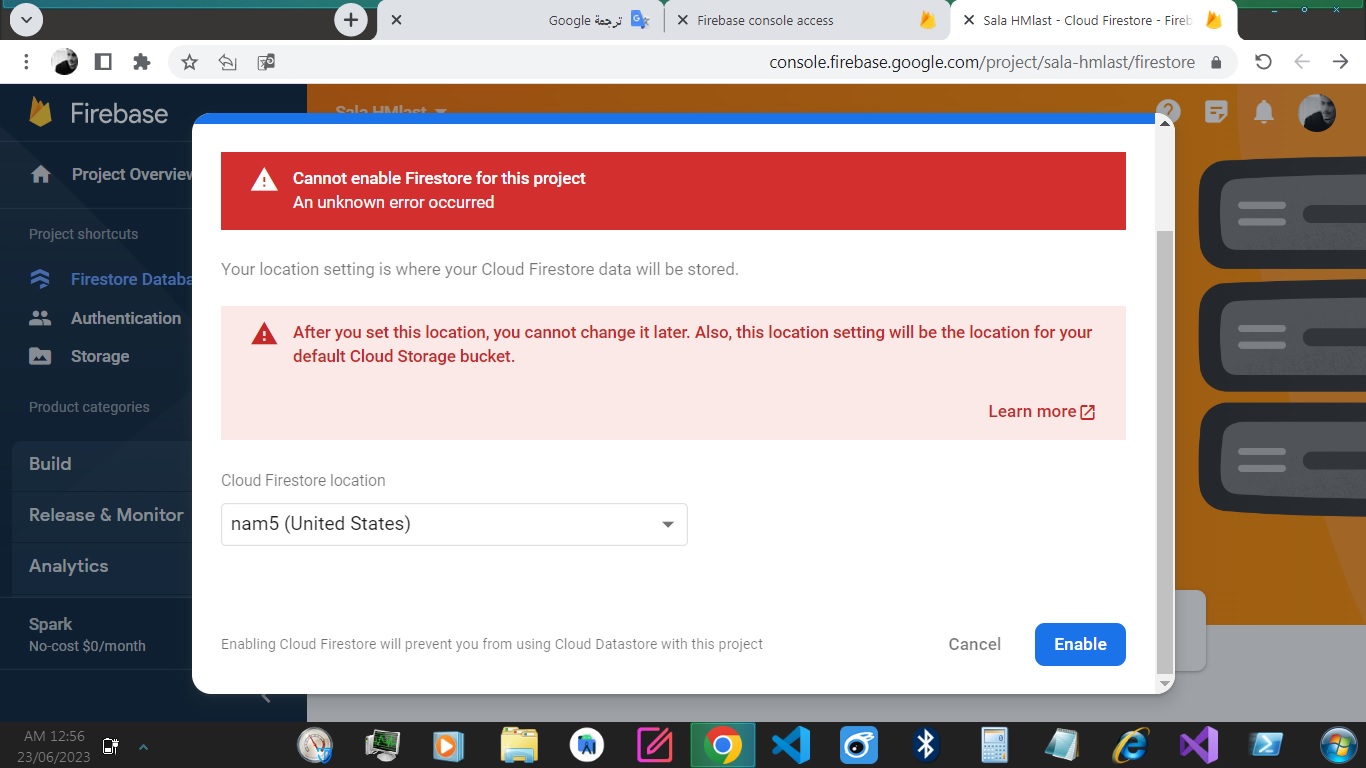 ترجمة Google
Firebase console access
Sala HMlast - Cloud Firestore - Fireb
console.firebase.google.com/project/sala-hmlast/firestore
Firebase
Sala HMlast
Project Overview
Project shortcuts
Firestore Databa
Authentication
Storage
Product categories
Build
Release & Monitor
Analytics
Spark
No-cost $0/month
Cannot enable Firestore for this project
An unknown error occurred
Your location setting is where your Cloud Firestore data will be stored.
After you set this location, you cannot change it later. Also, this location setting will be the location for your
default Cloud Storage bucket.
Learn more
Cloud Firestore location
nam5 (United States)
Enabling Cloud Firestore will prevent you from using Cloud Datastore with this project
Cancel
Enable
AM 12:56
23/06/2023